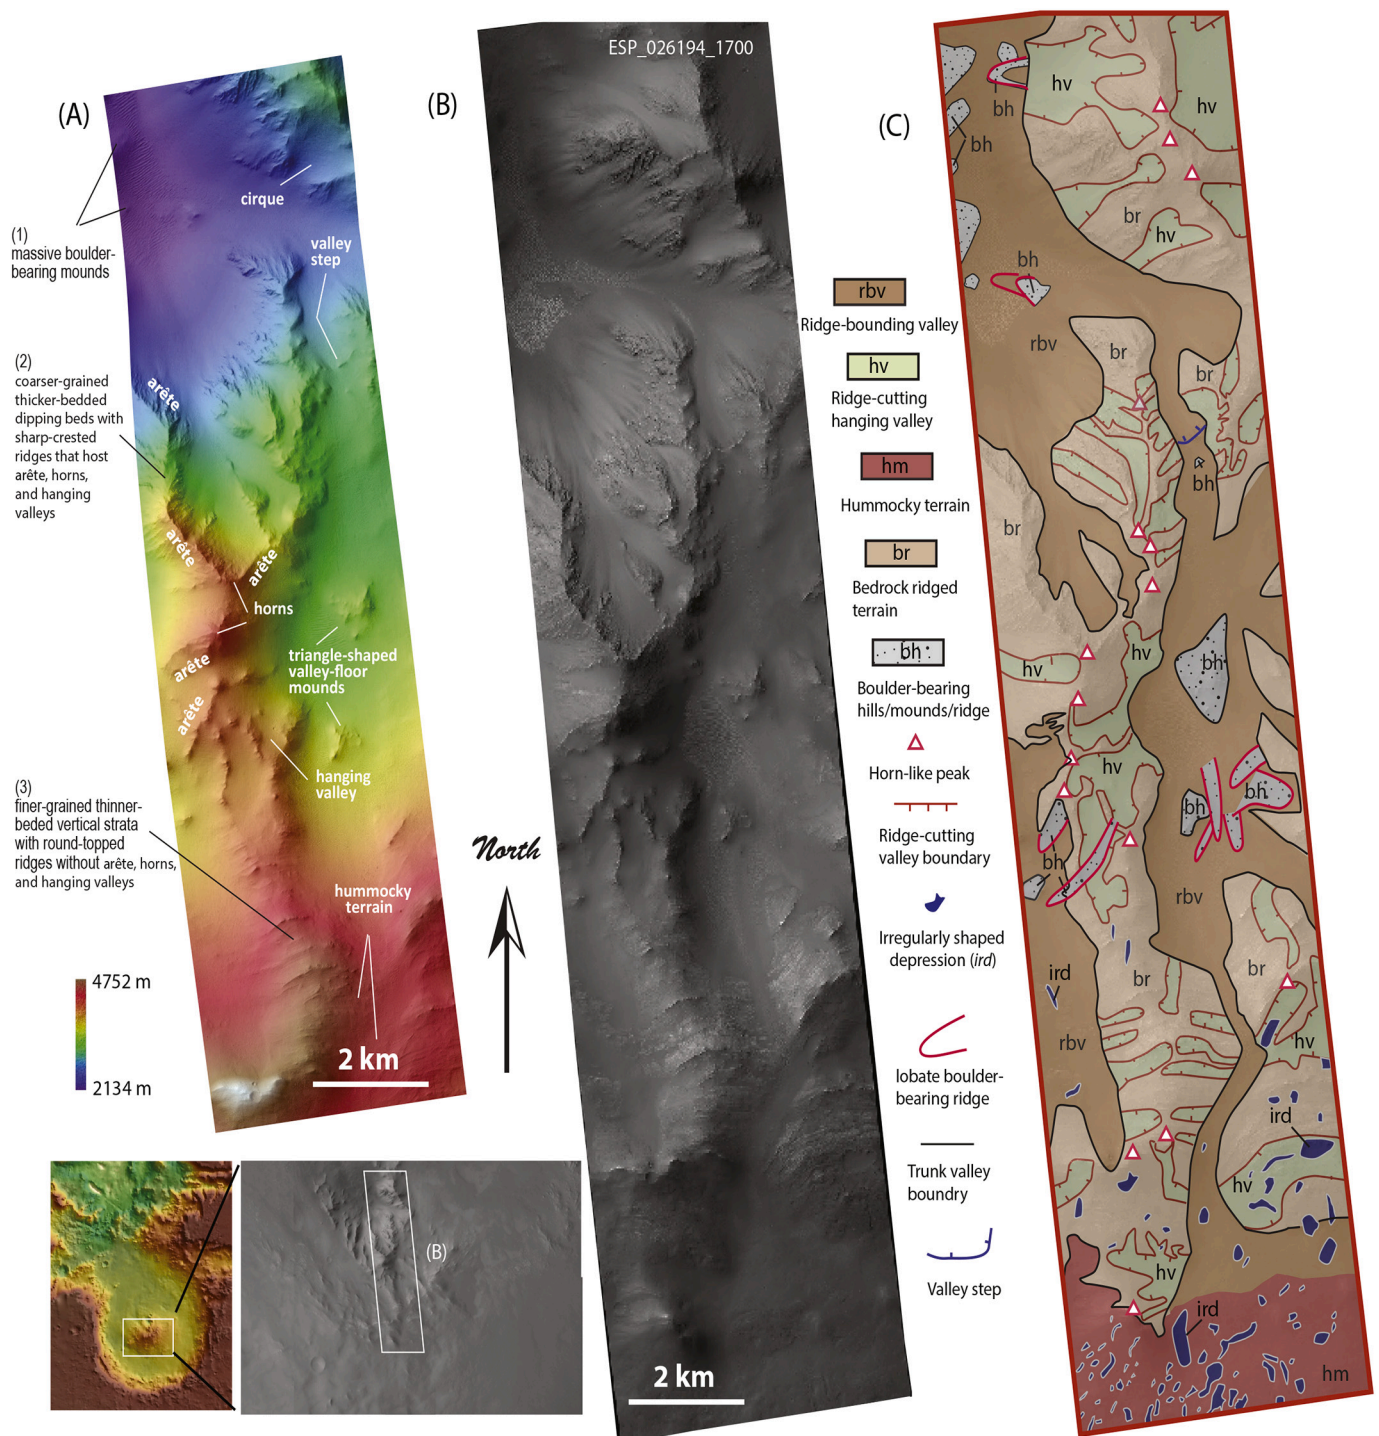 (A)
cirque
(1)
massive boulder-
bearing mounds
valley
step
(2)
coarser-grained
thicker-bedded
dipping beds with
sharp-crested
ridges that host
arête, horns,
and hanging
valleys
arête
arête
arête
horns
arête
triangle-shaped
valley-floor
mounds
arête
hanging
valley
(3)
finer-grained thinner-
beded vertical strata
with round-topped
ridges without arête, horns,
and hanging valleys
hummocky
terrain
4752 m
2134 m
2 km
North
(B)
(B)
ESP_026194_1700
2 km
rbv
Ridge-bounding valley
hv
Ridge-cutting
hanging valley
hm
Hummocky terrain
br
Bedrock ridged
terrain
bh
Boulder-bearing
hills/mounds/ridge
Horn-like peak
Ridge-cutting
valley boundary
Irregularly shaped
depression (ird)
lobate boulder-
bearing ridge
Trunk valley
boundry
Valley step
(C)
hv
bh
hv
bh
br
hv
bh
rbv
br
br
bh
br
hv
hv
bh
hv
bh
bh
bh
rbv
ird
br
br
rbv
hv
ird
hv
hv
ird
hm